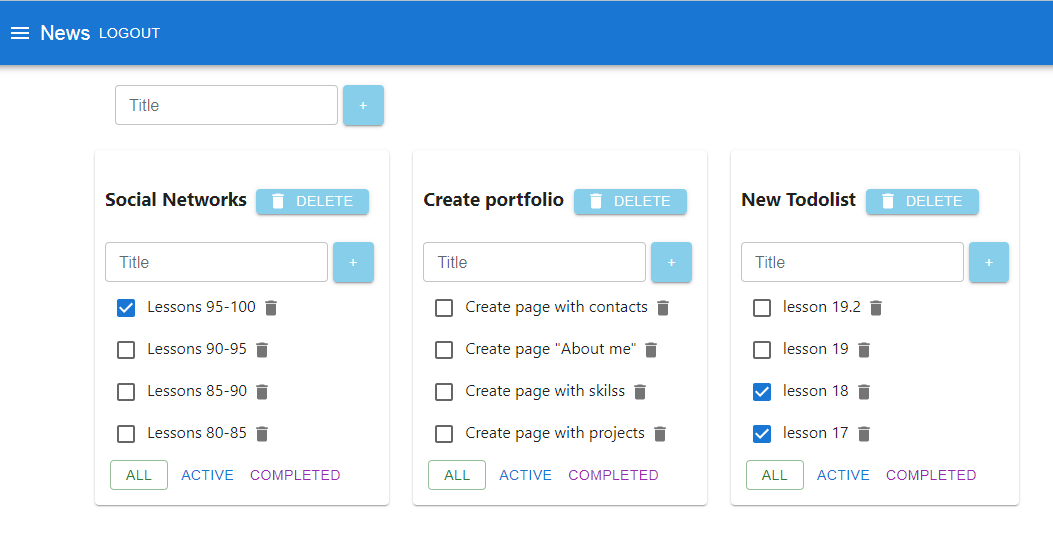 News LOGOUT
Title +
Social Networks DELETE
Title +
Lessons 95-100
Lessons 90-95
Lessons 85-90
Lessons 80-85
ALL ACTIVE COMPLETED
Create portfolio DELETE
Title +
Create page with contacts
Create page "About me"
Create page with skilss
Create page with projects
ALL ACTIVE COMPLETED
New Todolist DELETE
Title +
lesson 19.2
lesson 19
lesson 18
lesson 17
ALL ACTIVE COMPLETED